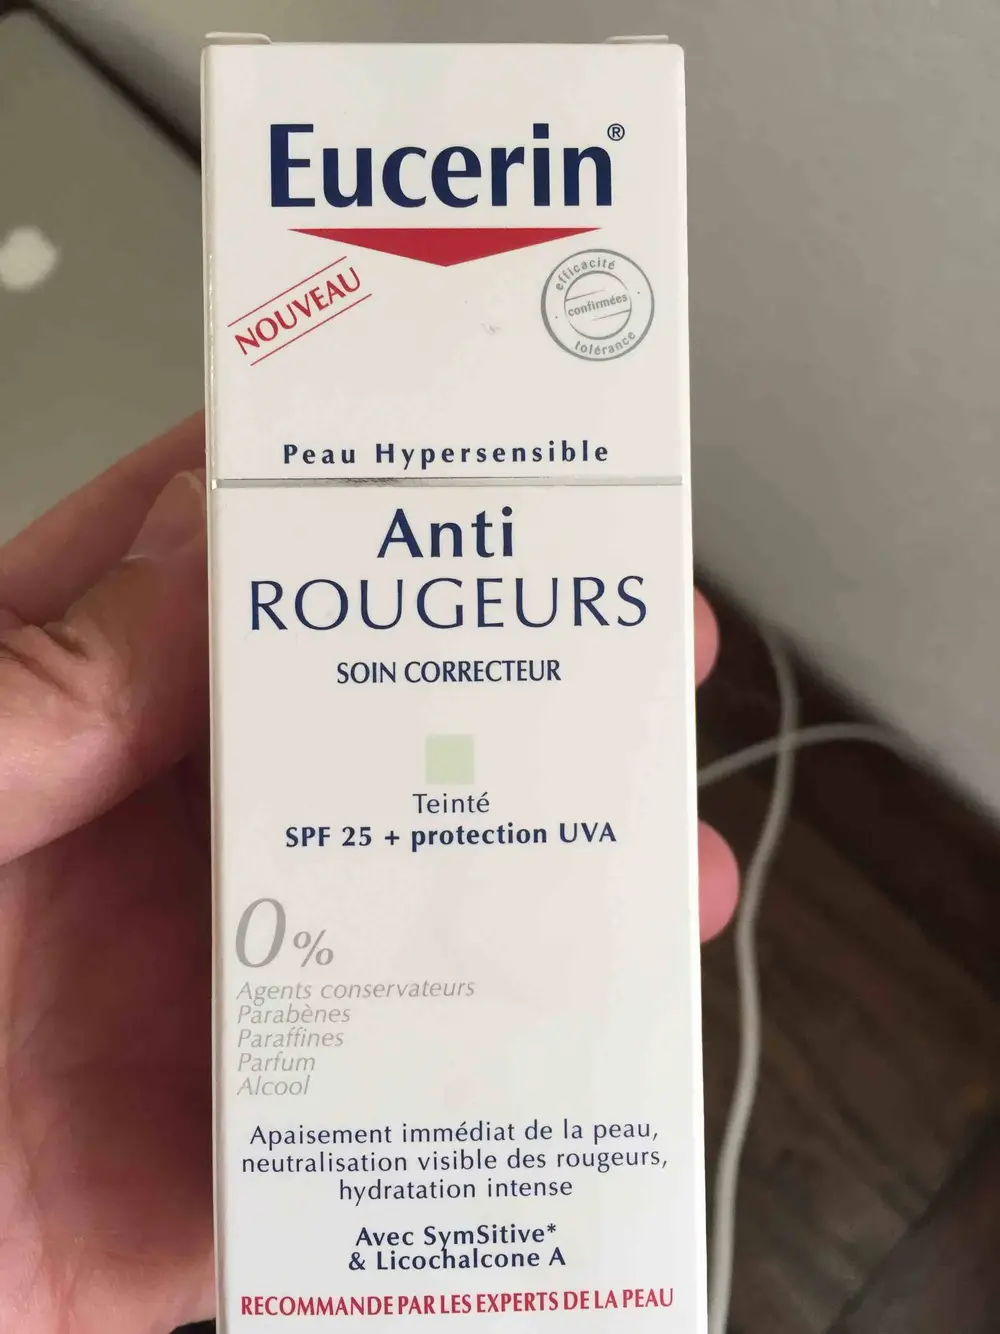 Eucerin®
NOUVEAU
efficacité
confirmées
tolérance
Peau Hypersensible
Anti
ROUGEURS
SOIN CORRECTEUR
Teinté
SPF 25 + protection UVA
0%
Agents conservateurs
Parabènes
Paraffines
Parfum
Alcool
Apaisement immédiat de la peau,
neutralisation visible des rougeurs,
hydratation intense
Avec SymSitive*
& Licochalcone A
RECOMMANDE PAR LES EXPERTS DE LA PEAU